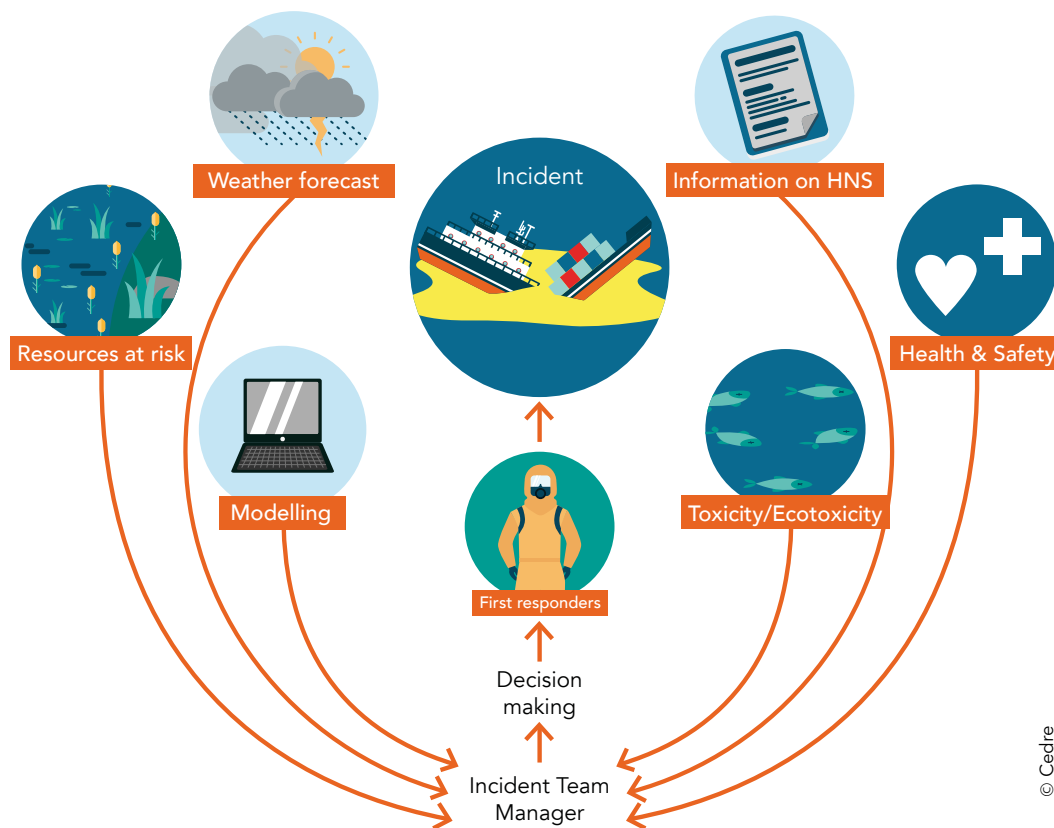 Weather forecast
Incident
Information on HNS
Resources at risk
Health & Safety
Modelling
Toxicity/Ecotoxicity
First responders
Decision
making
Incident Team
Manager
© Cedre